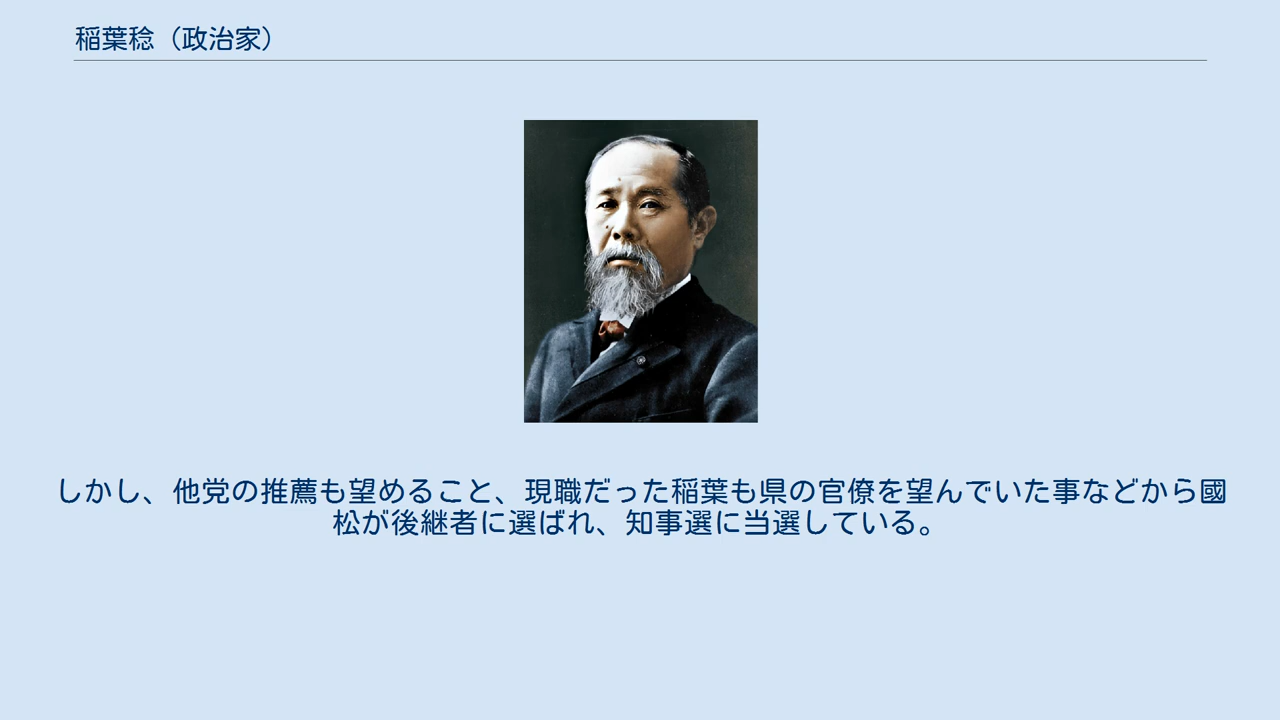 稲葉稔（政治家）
しかし、他党の推薦も望めること、現職だった稲葉も県の官僚を望んでいた事などから國
松が後継者に選ばれ、知事選に当選している。